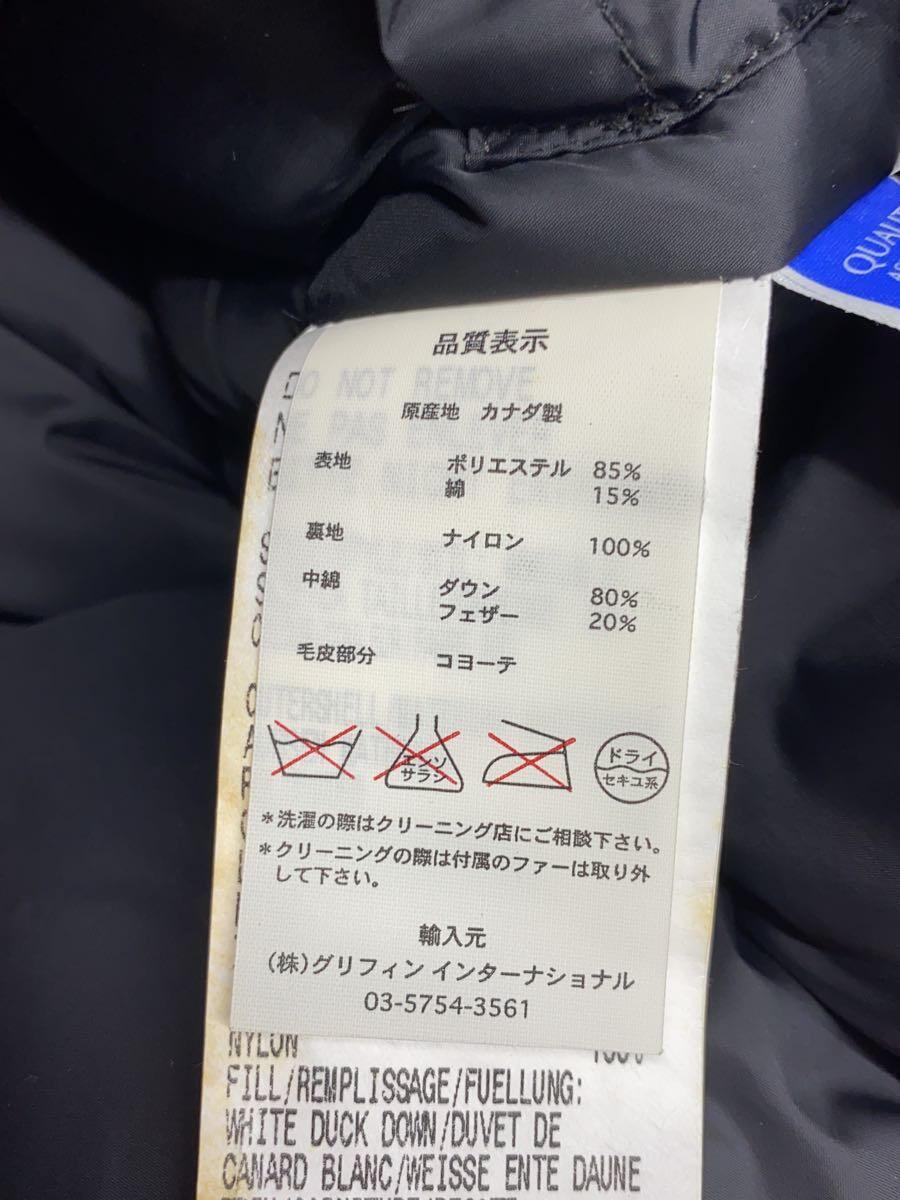 QUALIT
品質表示
DO NOT REMOVE
原産地 カナダ製
表地 ポリエステル 85%
綿 15%
裏地 ナイロン 100%
中綿 ダウン 80%
フェザー 20%
毛皮部分 コヨーテ
エンソ
サラシ
ドライ
セキユ系
*洗濯の際はクリーニング店にご相談下さい。
*クリーニングの際は付属のファーは取り外
して下さい。
輸入元
(株)グリフィン インターナショナル
03-5754-3561
NYLON 100%
FILL/REMPLISSAGE/FUELLUNG:
WHITE DUCK DOWN/DUVET DE
CANARD BLANC/WEISSE ENTE DAUNE